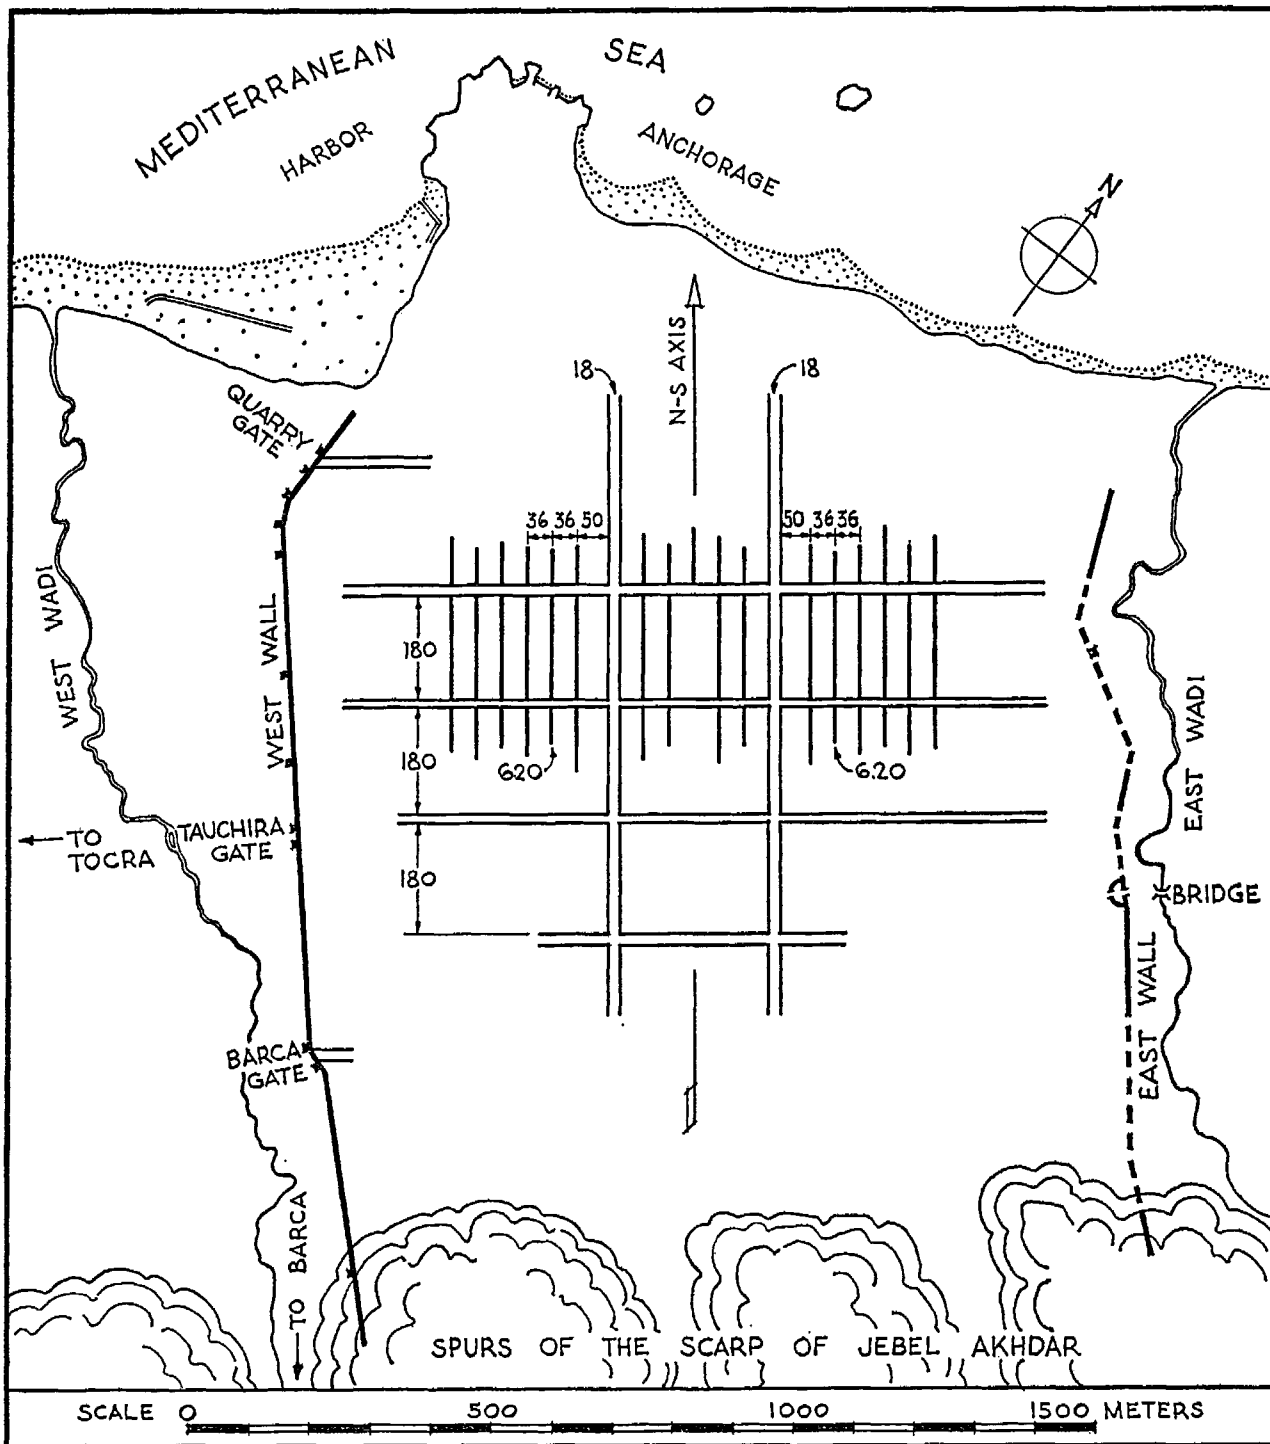 MEDITERRANEAN SEA
HARBOR
ANCHORAGE
N
N-S AXIS
18
18
QUARRY
GATE
36 36 50
50 36 36
WEST WADI
WEST WALL
180
180
180
620
6.20
TO
TOCRA
TAUCHIRA
GATE
EAST WADI
BRIDGE
EAST WALL
BARCA
GATE
TO BARCA
SPURS OF THE SCARP OF JEBEL AKHDAR
SCALE 0 500 1000 1500 METERS